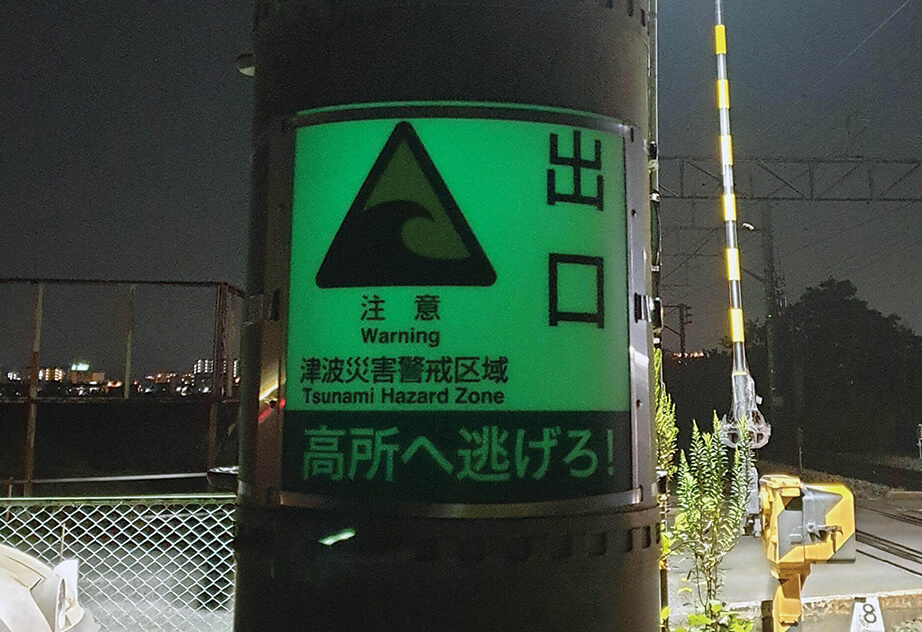 出口
注意
Warning
津波災害警戒区域
Tsunami Hazard Zone
高所へ逃げろ!
8